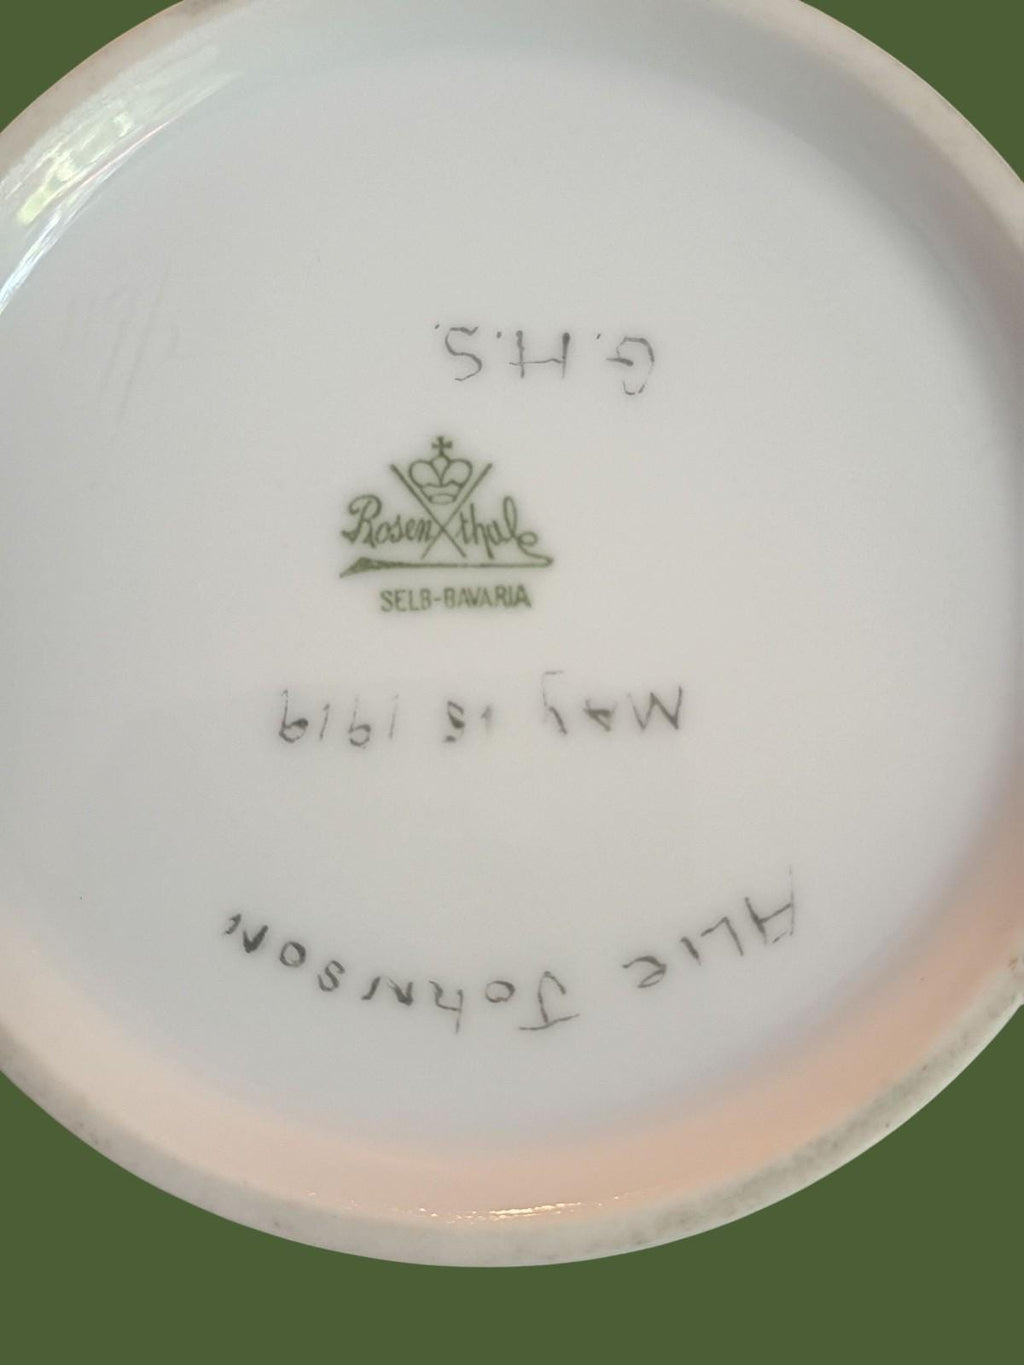 G.H.S.
Rosenthal
SELB-BAVARIA
MAY 15 1919
ALIE JOHNSON